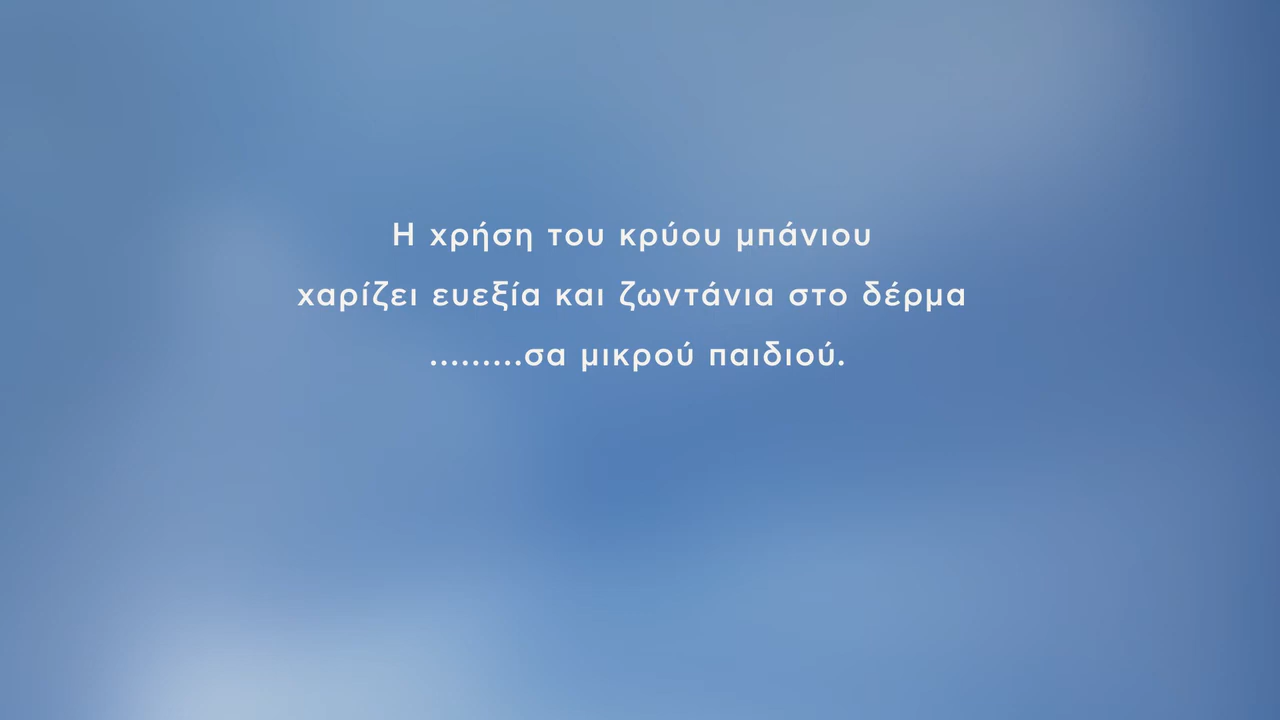 Η χρήση του κρύου μπάνιου
χαρίζει ευεξία και ζωντάνια στο δέρμα
.........σα μικρού παιδιού.